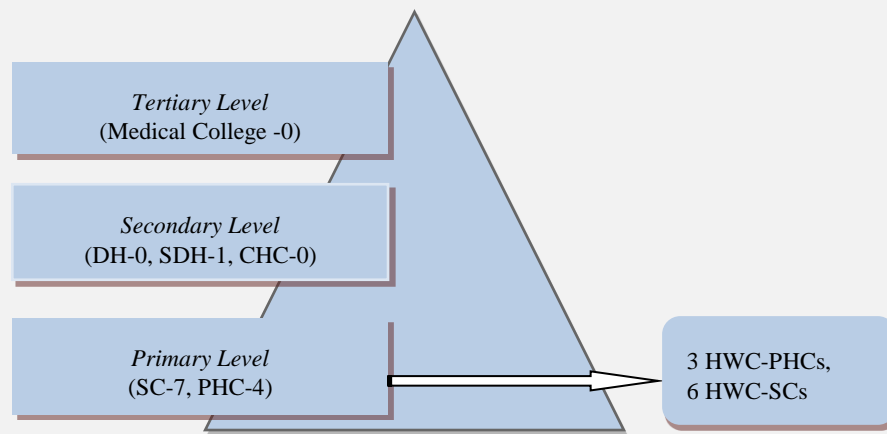 Tertiary Level
(Medical College -0)
Secondary Level
(DH-0, SDH-1, CHC-0)
Primary Level
(SC-7, PHC-4)
3 HWC-PHCs,
6 HWC-SCs